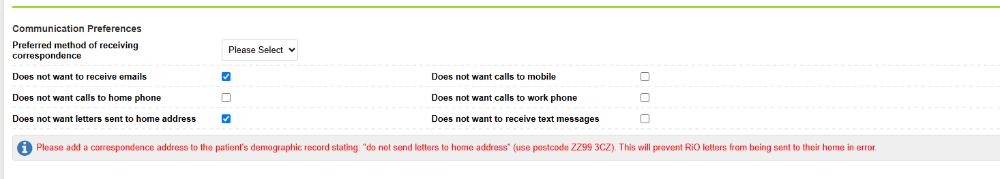 Communication Preferences
Preferred method of receiving
correspondence
Please Select
Does not want to receive emails
Does not want calls to mobile
Does not want calls to home phone
Does not want calls to work phone
Does not want letters sent to home address
Does not want to receive text messages
Please add a correspondence address to the patient's demographic record stating: "do not send letters to home address" (use postcode ZZ99 3CZ). This will prevent RiO letters from being sent to their home in error.